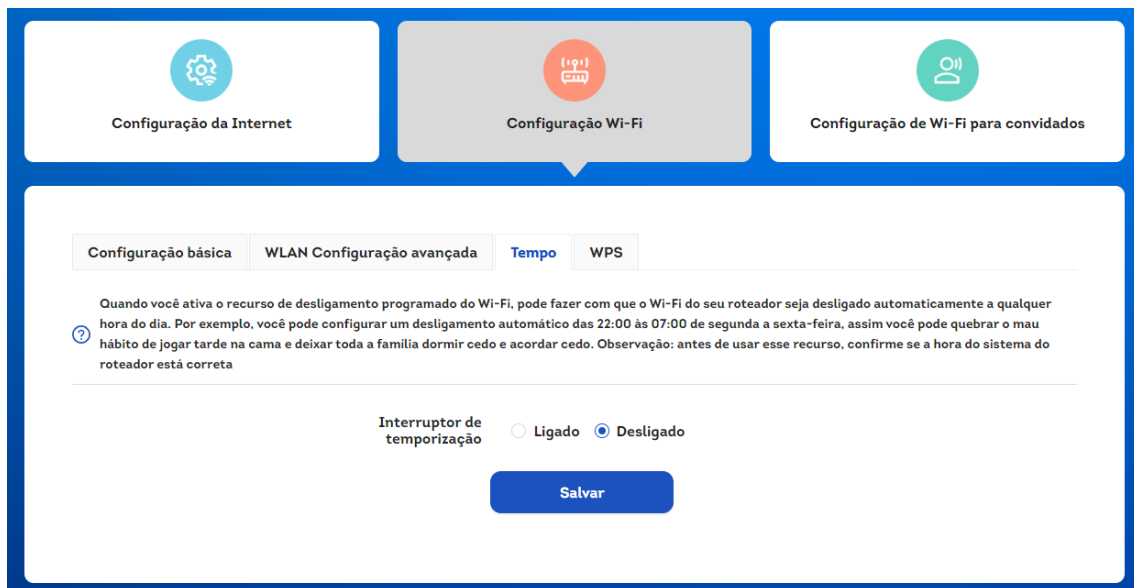 Configuração da Internet
Configuração Wi-Fi
Configuração de Wi-Fi para convidados
Configuração básica
WLAN Configuração avançada
Tempo
WPS
Quando você ativa o recurso de desligamento programado do Wi-Fi, pode fazer com que o Wi-Fi do seu roteador seja desligado automaticamente a qualquer
hora do dia. Por exemplo, você pode configurar um desligamento automático das 22:00 às 07:00 de segunda a sexta-feira, assim você pode quebrar o mau
hábito de jogar tarde na cama e deixar toda a família dormir cedo e acordar cedo. Observação: antes de usar esse recurso, confirme se a hora do sistema do
roteador está correta
Interruptor de
temporização
Ligado
Desligado
Salvar